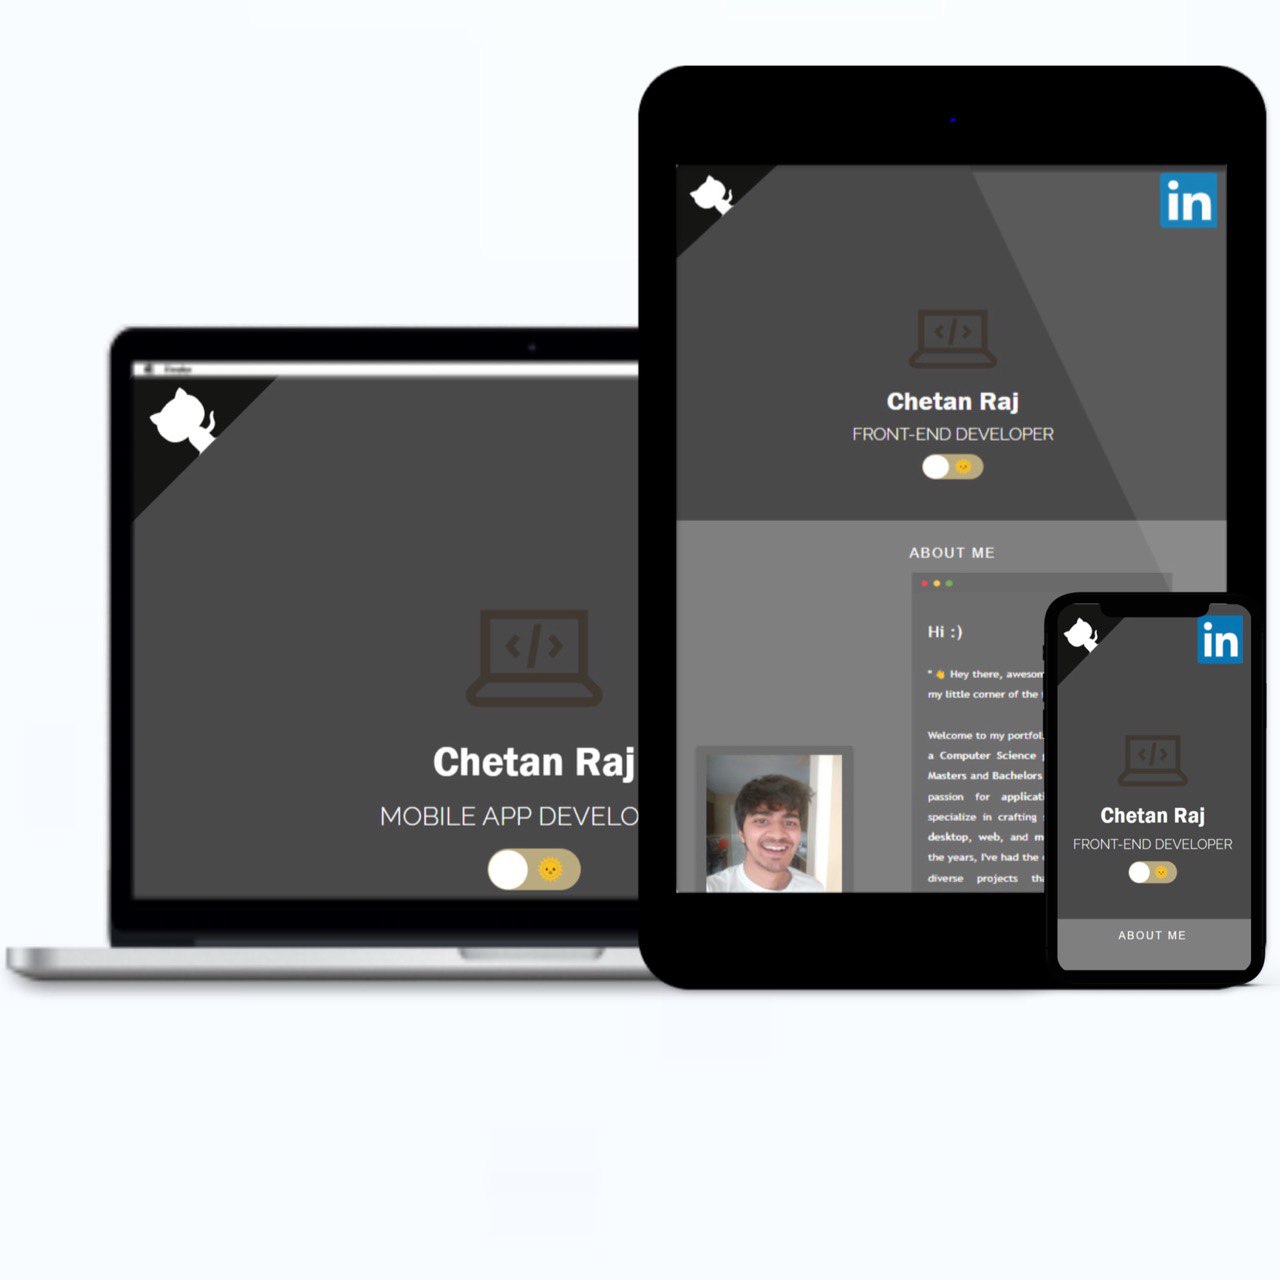 Finder
Chetan Raj
MOBILE APP DEVELO
in
Chetan Raj
FRONT-END DEVELOPER
ABOUT ME
Hi :)
" 👋 Hey there, awesom
my little corner of the
Welcome to my portfol
a Computer Science
Masters and Bachelors
passion for applicati
specialize in crafting
desktop, web, and m
the years, I've had the
diverse projects tha
in
Chetan Raj
FRONT-END DEVELOPER
ABOUT ME